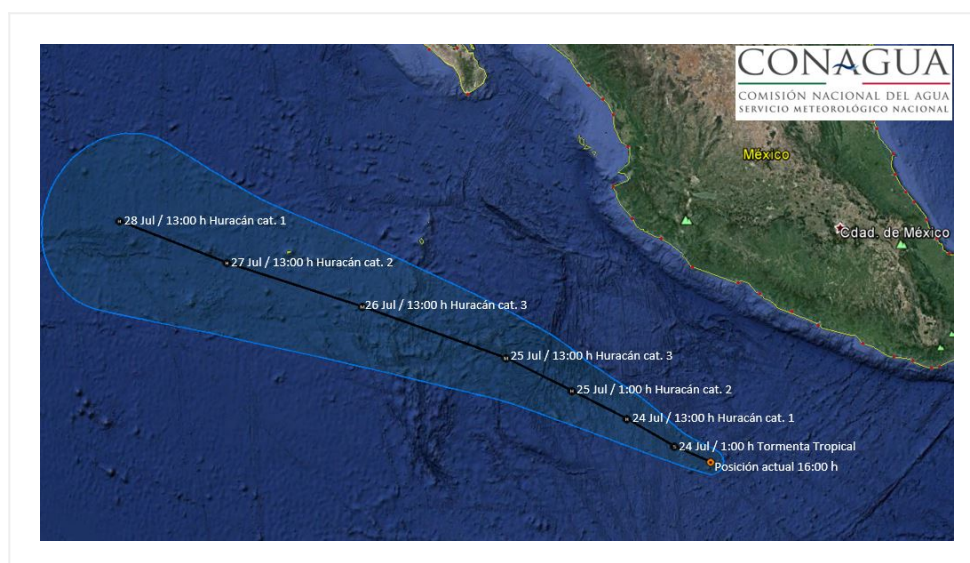 CONAGUA
COMISIÓN NACIONAL DEL AGUA
SERVICIO METEOROLÓGICO NACIONAL
México
Cdad. de México
28 Jul / 13:00 h Huracán cat. 1
27 Jul / 13:00 h Huracán cat. 2
26 Jul / 13:00 h Huracán cat. 3
25 Jul / 13:00 h Huracán cat. 3
25 Jul / 1:00 h Huracán cat. 2
24 Jul / 13:00 h Huracán cat. 1
24 Jul / 1:00 h Tormenta Tropical
Posición actual 16:00 h